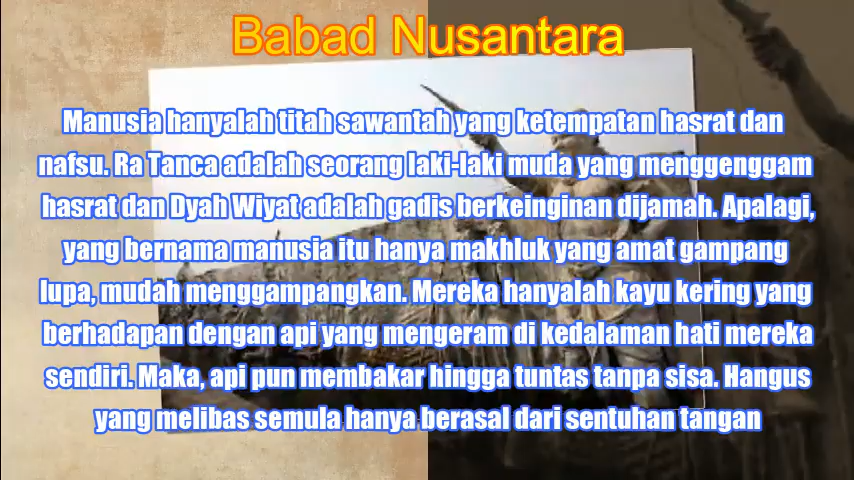 Babad Nusantara
Manusia hanyalah titah sawantah yang ketempatan hasrat dan
nafsu. Ra Tanca adalah seorang laki-laki muda yang menggenggam
hasrat dan Dyah Wiyat adalah gadis berkeinginan dijamah. Apalagi,
yang bernama manusia itu hanya makhluk yang amat gampang
lupa, mudah menggampangkan. Mereka hanyalah kayu kering yang
berhadapan dengan api yang mengeram di kedalaman hati mereka
sendiri. Maka, api pun membakar hingga tuntas tanpa sisa. Hangus
yang melibas semula hanya berasal dari sentuhan tangan